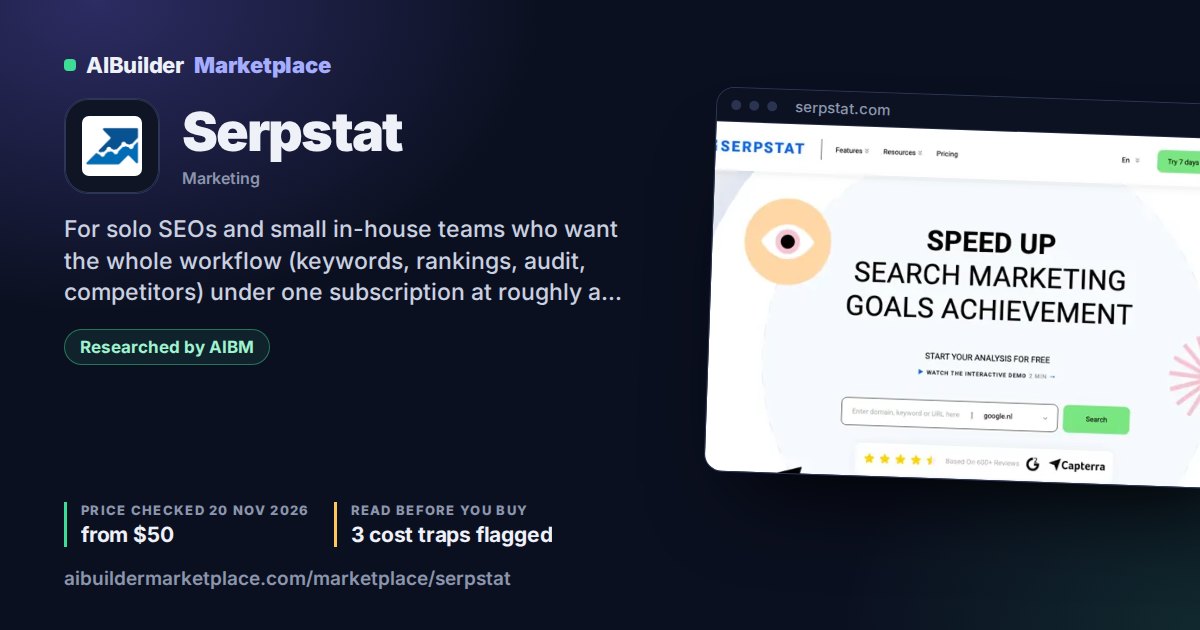 AIBuilder Marketplace
Serpstat
Marketing
For solo SEOs and small in-house teams who want
the whole workflow (keywords, rankings, audit,
competitors) under one subscription at roughly a...
Researched by AIBM
PRICE CHECKED 20 NOV 2026
from $50
READ BEFORE YOU BUY
3 cost traps flagged
aibuildermarketplace.com/marketplace/serpstat
serpstat.com
SERPSTAT
Features
Resources
Pricing
En
Try 7 days
SPEED UP
SEARCH MARKETING
GOALS ACHIEVEMENT
START YOUR ANALYSIS FOR FREE
WATCH THE INTERACTIVE DEMO 2 MIN →
Enter domain, keyword or URL here | google.nl
Search
Based On 600+ Reviews
Capterra